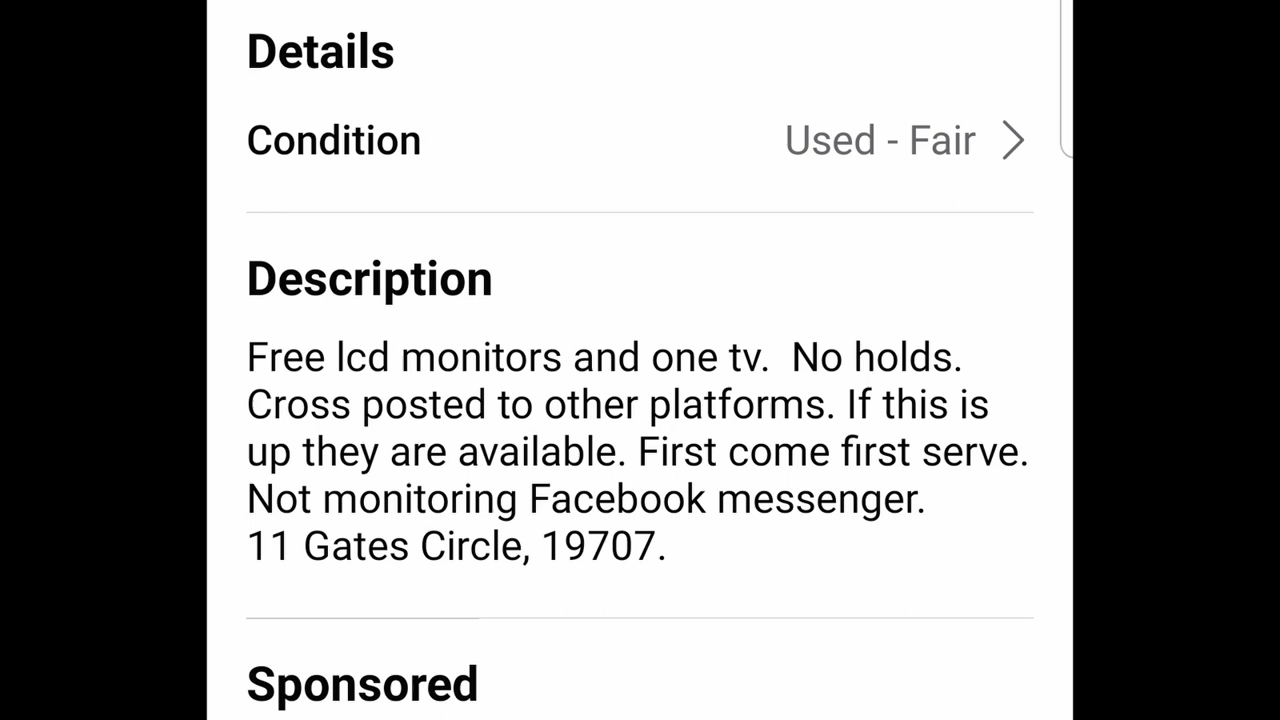 Details
Condition Used - Fair
Description
Free lcd monitors and one tv.  No holds.
Cross posted to other platforms. If this is
up they are available. First come first serve.
Not monitoring Facebook messenger.
11 Gates Circle, 19707.
Sponsored